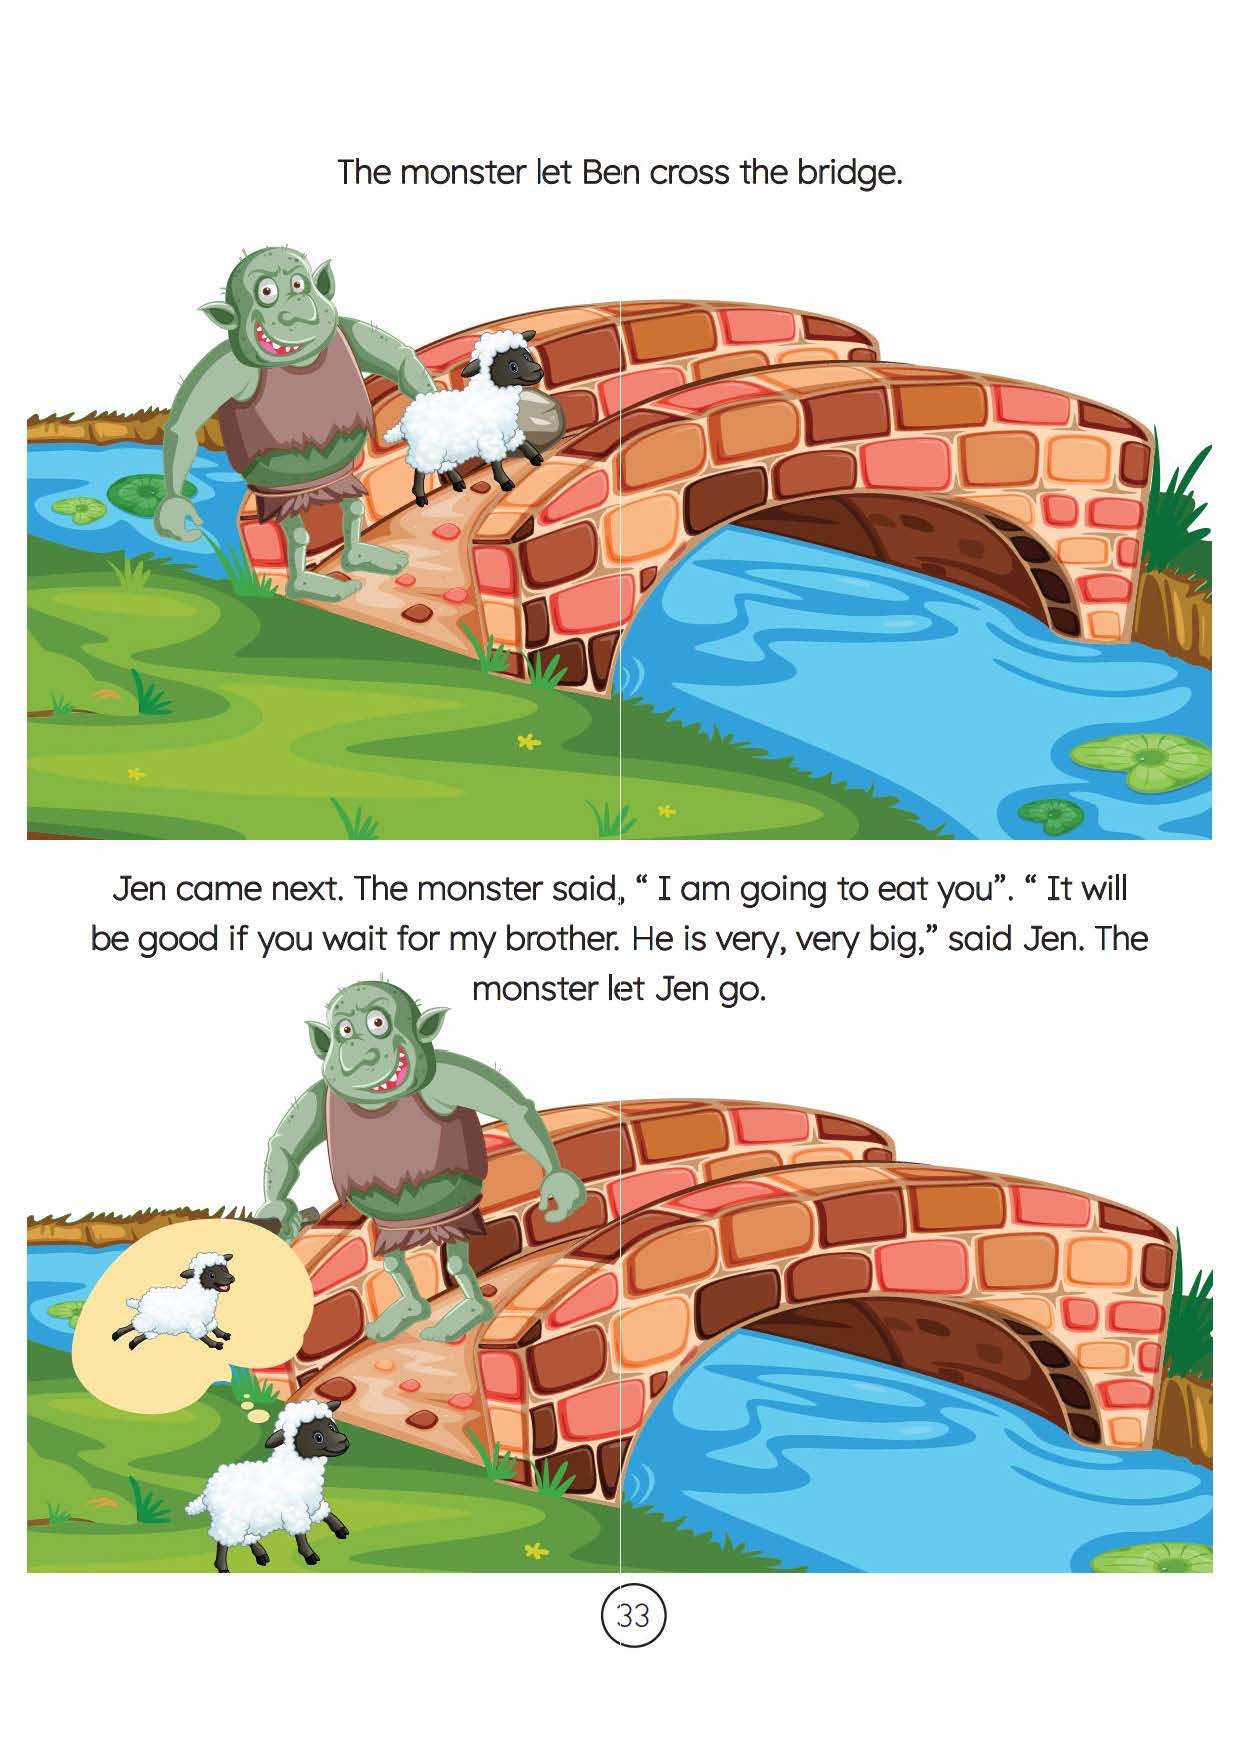 The monster let Ben cross the bridge.
Jen came next. The monster said, “ I am going to eat you”. “ It will
be good if you wait for my brother. He is very, very big,” said Jen. The
monster let Jen go.
33